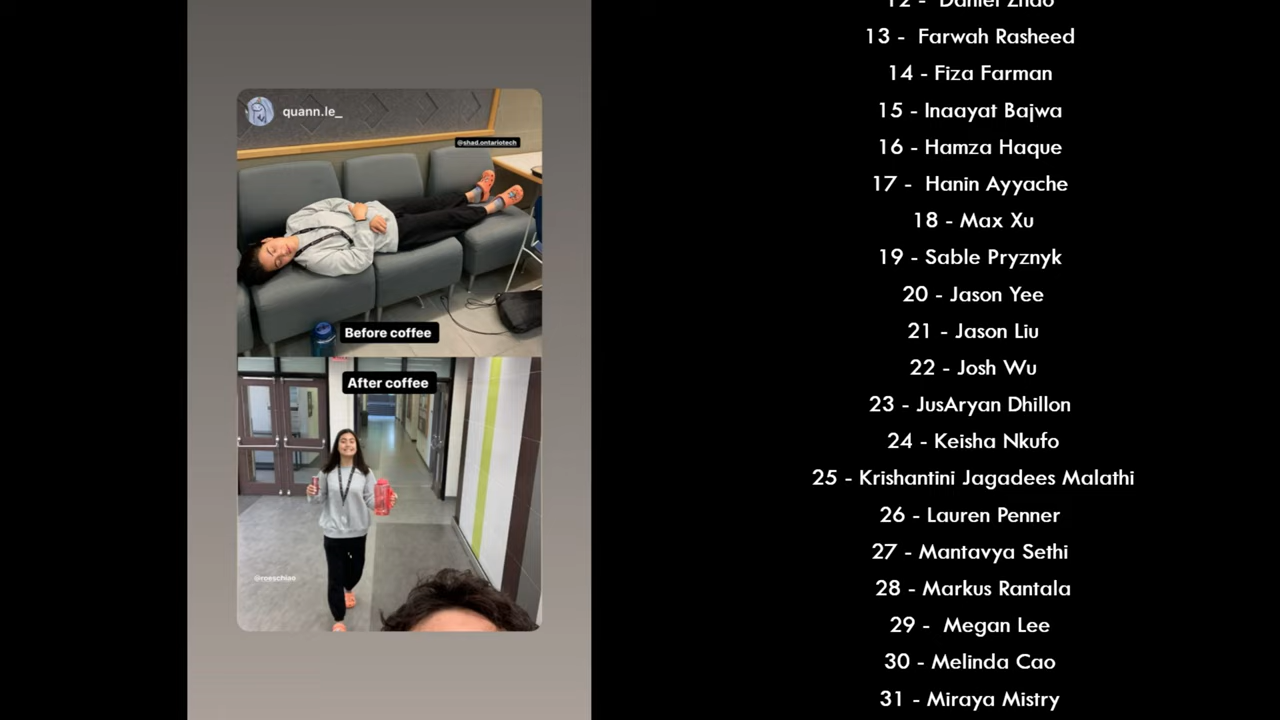 quann.le_
@shad.ontariotech
Before coffee
After coffee
@reeschiao
12 - Daniel Zhao
13 - Farwah Rasheed
14 - Fiza Farman
15 - Inaayat Bajwa
16 - Hamza Haque
17 - Hanin Ayyache
18 - Max Xu
19 - Sable Pryznyk
20 - Jason Yee
21 - Jason Liu
22 - Josh Wu
23 - JusAryan Dhillon
24 - Keisha Nkufo
25 - Krishantini Jagadees Malathi
26 - Lauren Penner
27 - Mantavya Sethi
28 - Markus Rantala
29 - Megan Lee
30 - Melinda Cao
31 - Miraya Mistry